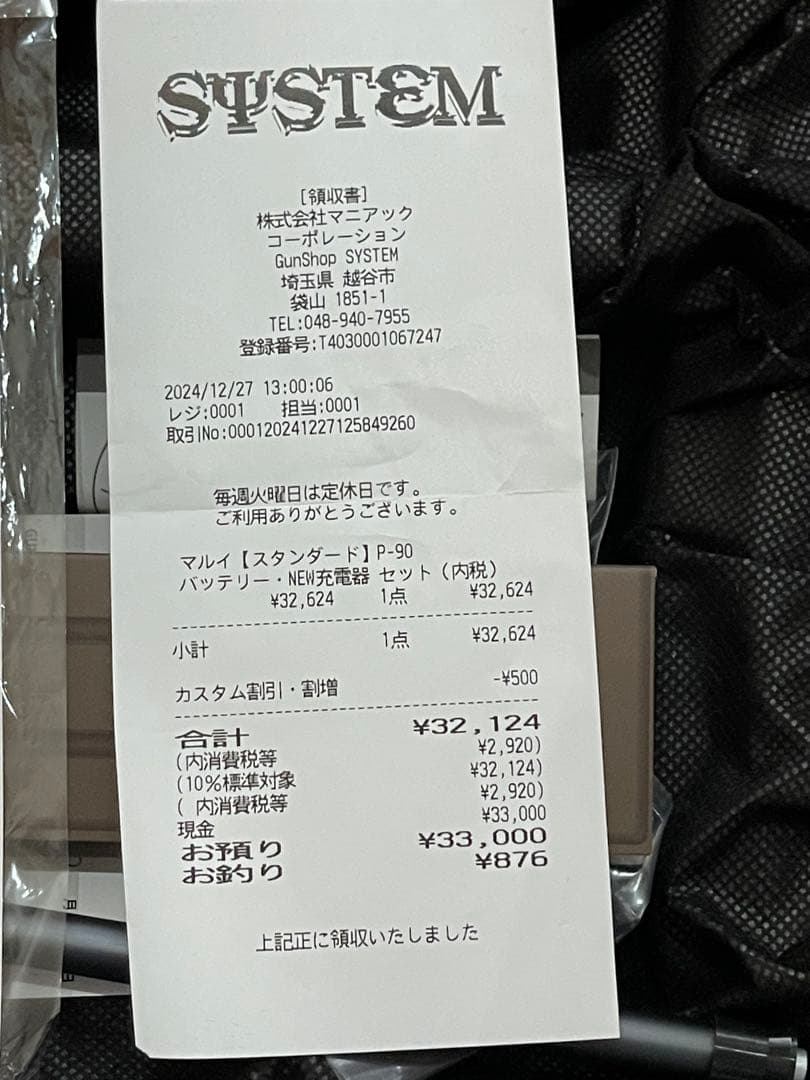 SYSTEM
[領収書]
株式会社マニアック
コーポレーション
GunShop SYSTEM
埼玉県 越谷市
袋山 1851-1
TEL:048-940-7955
登録番号:T4030001067247
2024/12/27 13:00:06
レジ:0001 担当:0001
取引No:000120241227125849260
毎週火曜日は定休日です。
ご利用ありがとうございます。
マルイ【スタンダード】P-90
バッテリー・NEW充電器 セット(内税)
¥32,624 1点 ¥32,624
小計 1点 ¥32,624
カスタム割引・割増 -¥500
合計 ¥32,124
(内消費税等 ¥2,920)
(10%標準対象 ¥32,124)
( 内消費税等 ¥2,920)
現金 ¥33,000
お預り ¥33,000
お釣り ¥876
上記正に領収いたしました